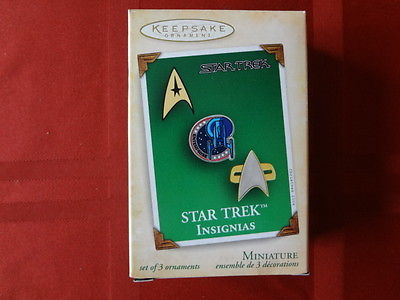 KEEPSAKE
ORNAMENT
STAR TREK
STAR TREK™
INSIGNIAS
MINIATURE
set of 3 ornaments
ensemble de 3 décorations